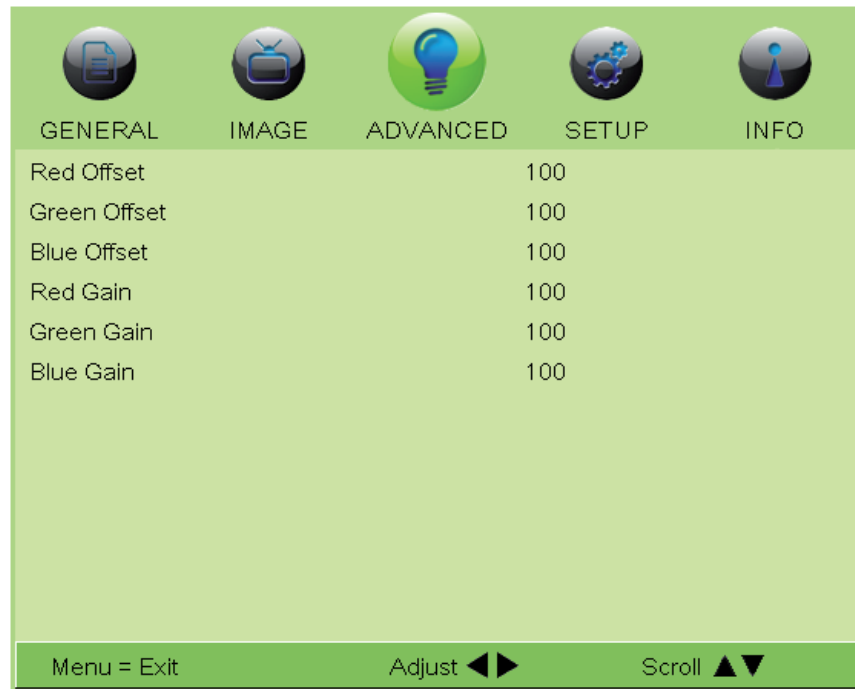 GENERAL IMAGE ADVANCED SETUP INFO
Red Offset 100
Green Offset 100
Blue Offset 100
Red Gain 100
Green Gain 100
Blue Gain 100
Menu = Exit Adjust ◀▶ Scroll ▲▼